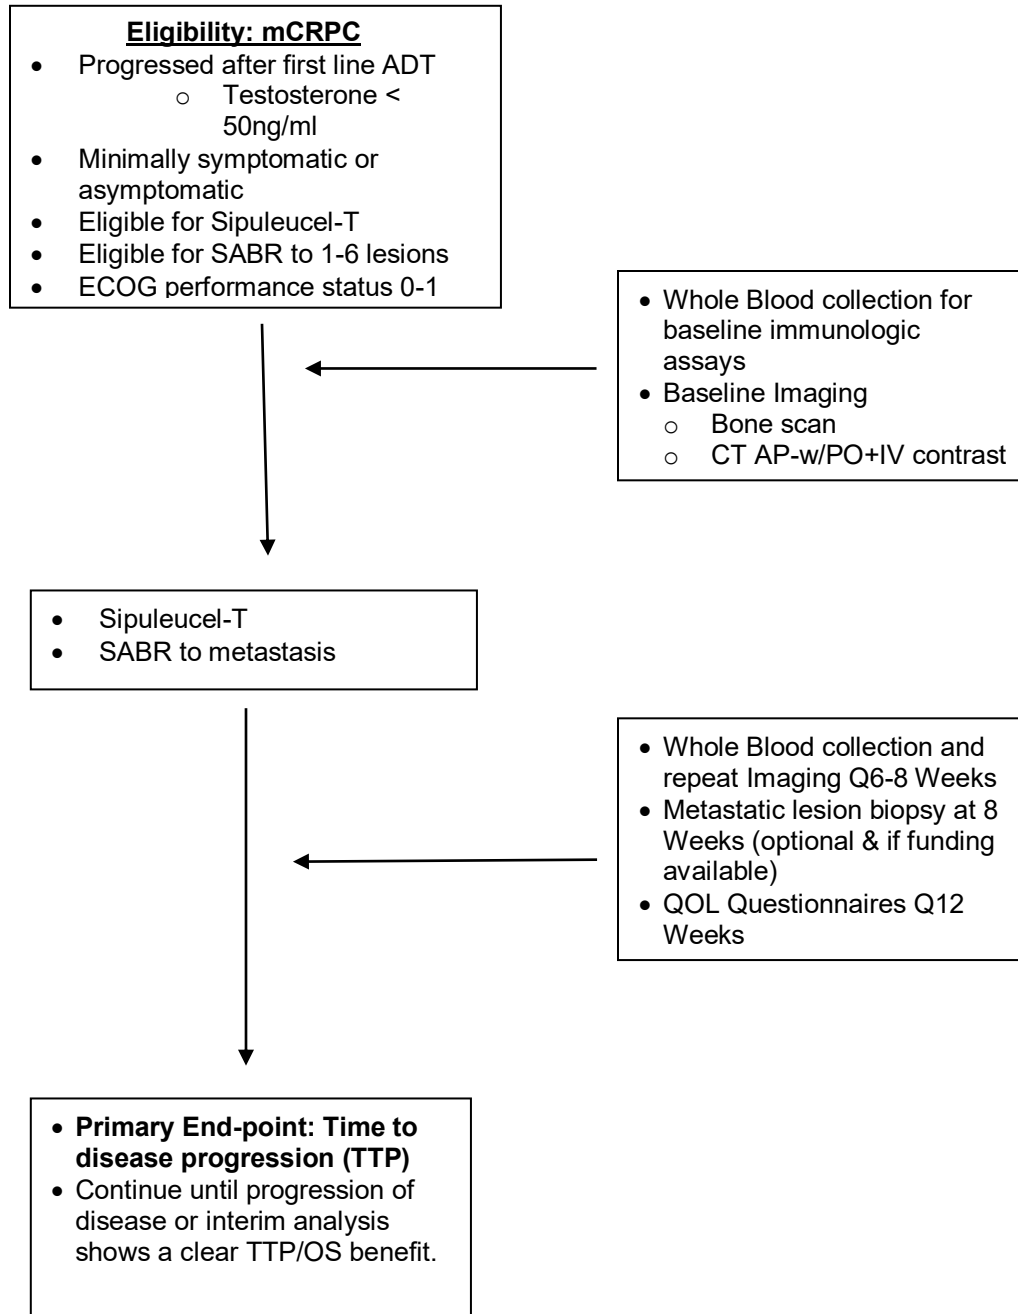 Eligibility: mCRPC
• Progressed after first line ADT
o Testosterone <
50ng/ml
• Minimally symptomatic or
asymptomatic
• Eligible for Sipuleucel-T
• Eligible for SABR to 1-6 lesions
• ECOG performance status 0-1
• Whole Blood collection for
baseline immunologic
assays
• Baseline Imaging
o Bone scan
o CT AP-w/PO+IV contrast
• Sipuleucel-T
• SABR to metastasis
• Whole Blood collection and
repeat Imaging Q6-8 Weeks
• Metastatic lesion biopsy at 8
Weeks (optional & if funding
available)
• QOL Questionnaires Q12
Weeks
• Primary End-point: Time to
disease progression (TTP)
• Continue until progression of
disease or interim analysis
shows a clear TTP/OS benefit.